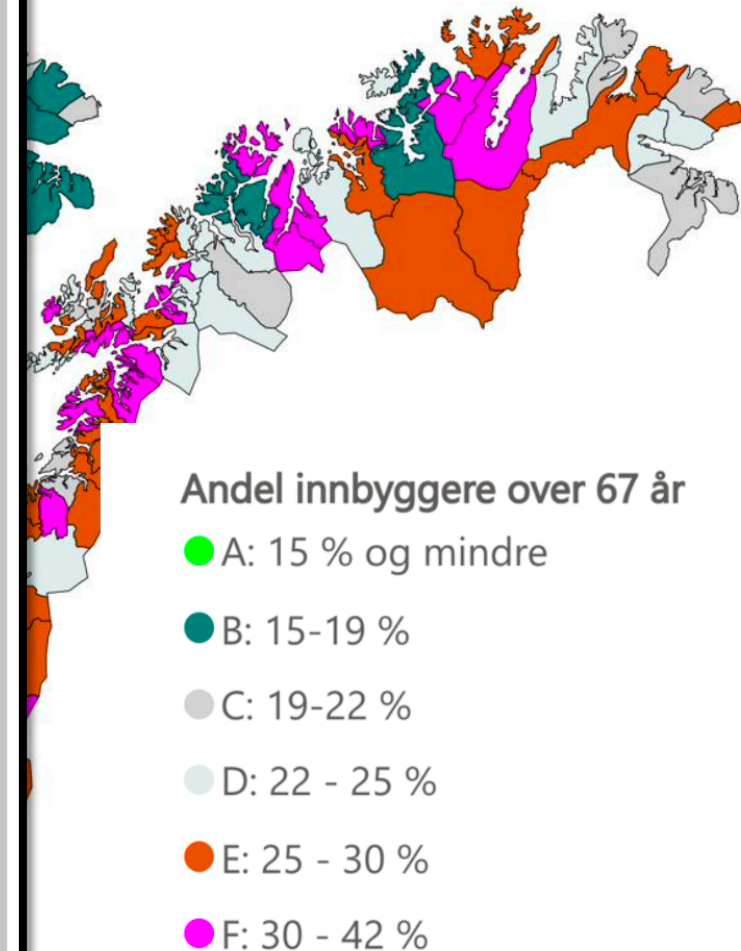 Andel innbyggere over 67 år
A: 15 % og mindre
B: 15-19 %
C: 19-22 %
D: 22 - 25 %
E: 25 - 30 %
F: 30 - 42 %